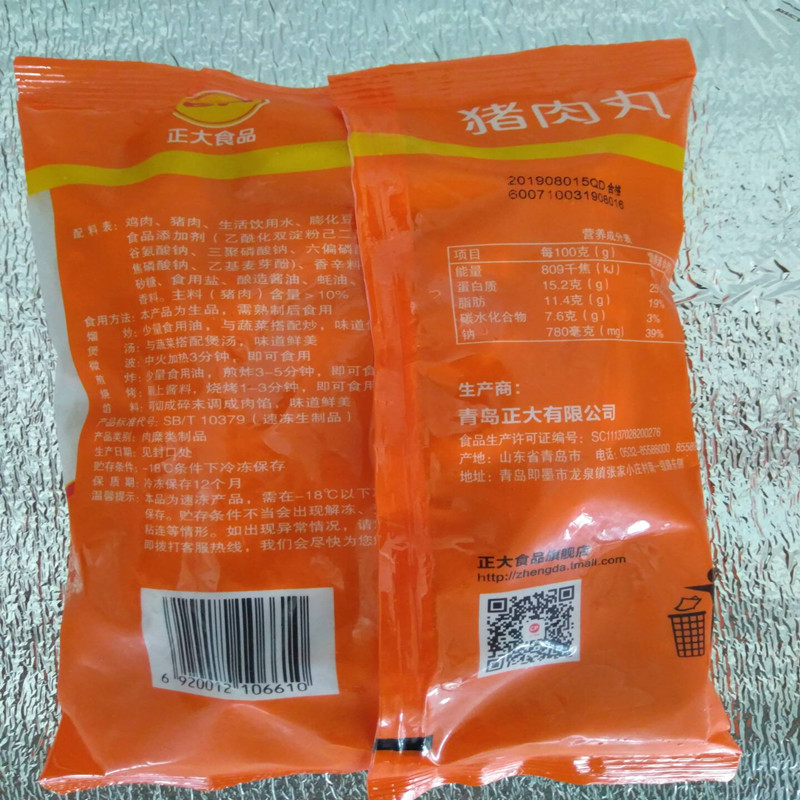 正大食品
配料表: 鸡肉、猪肉、生活饮用水、膨化豆
食品添加剂（乙酰化双淀粉己二
谷氨酸钠、三聚磷酸钠、六偏磷
焦磷酸钠、乙基麦芽酚）、香辛料
砂糖、食用盐、酿造酱油、蚝油、
香料。主料（猪肉）含量>10%
食用方法: 本产品为生品，需熟制后食用
炒: 少量食用油，与蔬菜搭配炒，味道
煲 汤: 与蔬菜搭配煲汤，味道鲜美
微 波: 中火加热3分钟，即可食用
煎 炸: 少量食用油，煎炸3-5分钟，即可食
烧 烤: 刷上酱料，烧烤1-3分钟，即可食用
馅 料: 可切成碎末调成肉馅，味道鲜美
产品标准代号: SB/T 10379（速冻生制品）
产品类别: 肉糜类制品
生产日期: 见封口处
贮存条件: -18℃条件下冷冻保存
保 质 期: 冷冻保存12个月
温馨提示: 本品为速冻产品，需在-18℃以下
保存。贮存条件不当会出现解冻、
粘连等情形。如出现异常情况，请
即拨打客服热线，我们会尽快为您
6 920012 106610
猪肉丸
201908015QD 合格
600710031908016
营养成分表
项目 每100克(g)
能量 809千焦(kJ)
蛋白质 15.2克(g)
脂肪 11.4克(g) 19%
碳水化合物 7.6克(g) 3%
钠 780毫克(mg) 39%
生产商:
青岛正大有限公司
食品生产许可证编号: SC11137028200276
产地: 山东省青岛市 电话: 0532-85588000
地址: 青岛即墨市龙泉镇张家小庄村
正大食品旗舰店
http://zhengda.tmall.com